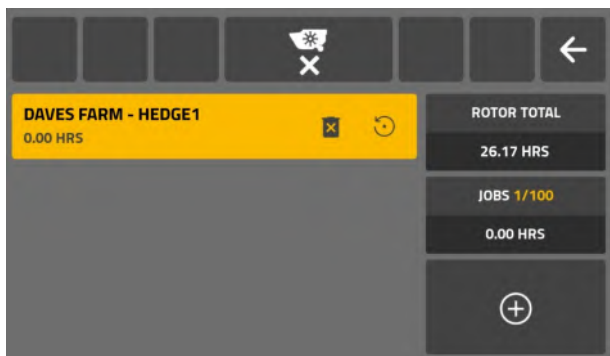 DAVES FARM - HEDGE1
0.00 HRS
ROTOR TOTAL
26.17 HRS
JOBS 1/100
0.00 HRS